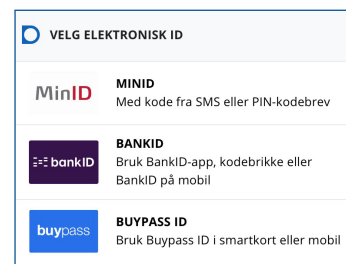 VELG ELEKTRONISK ID
MinID
MINID
Med kode fra SMS eller PIN-kodebrev
bankID
BANKID
Bruk BankID-app, kodebrikke eller
BankID på mobil
buypass
BUYPASS ID
Bruk Buypass ID i smartkort eller mobil